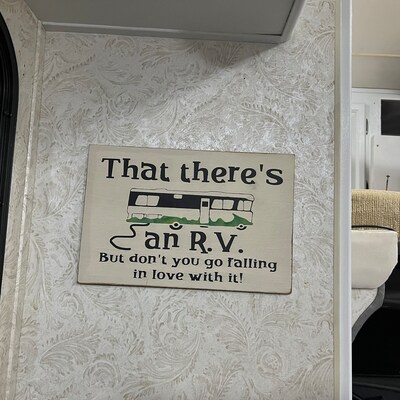 That there's
an R.V.
But don't you go falling
in love with it!